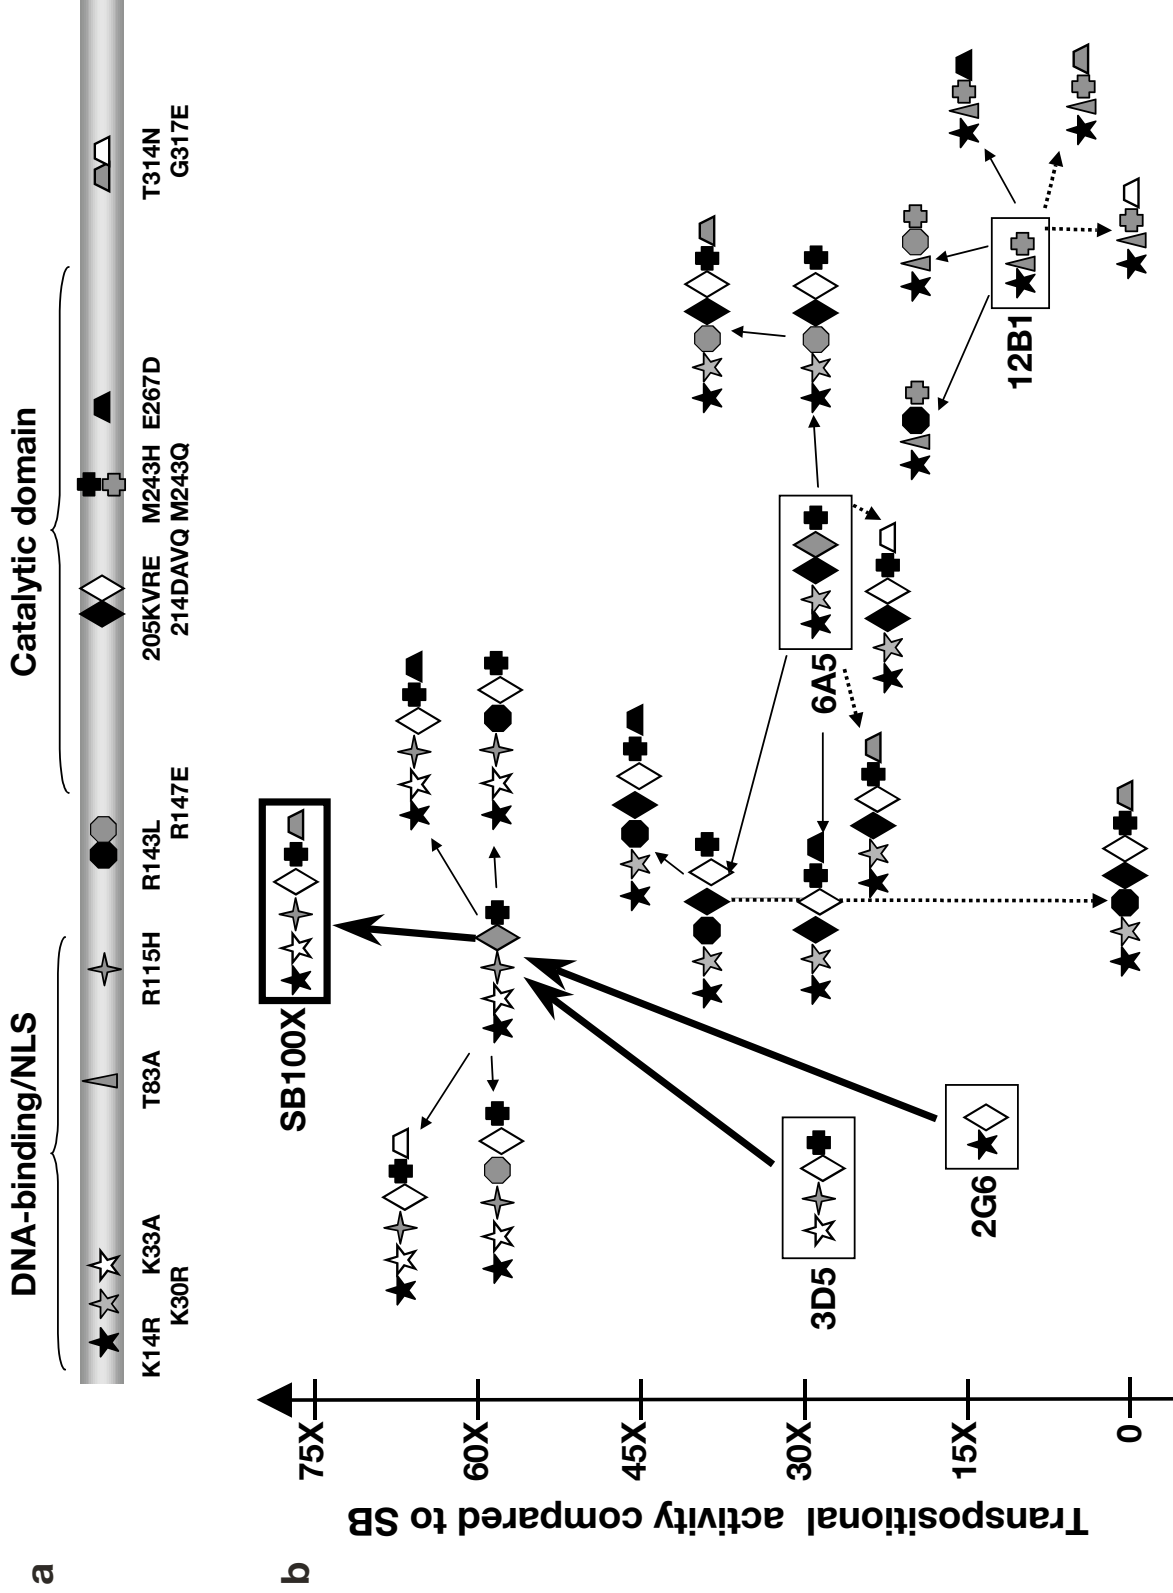 a
DNA-binding/NLS
Catalytic domain
K14R K33A T83A R115H R143L 205KVRE M243H E267D T314N
K30R R147E 214DAVQ M243Q G317E
b
Transpositional activity compared to SB
75X
60X
45X
30X
15X
0
SB100X
3D5
2G6
6A5
12B1